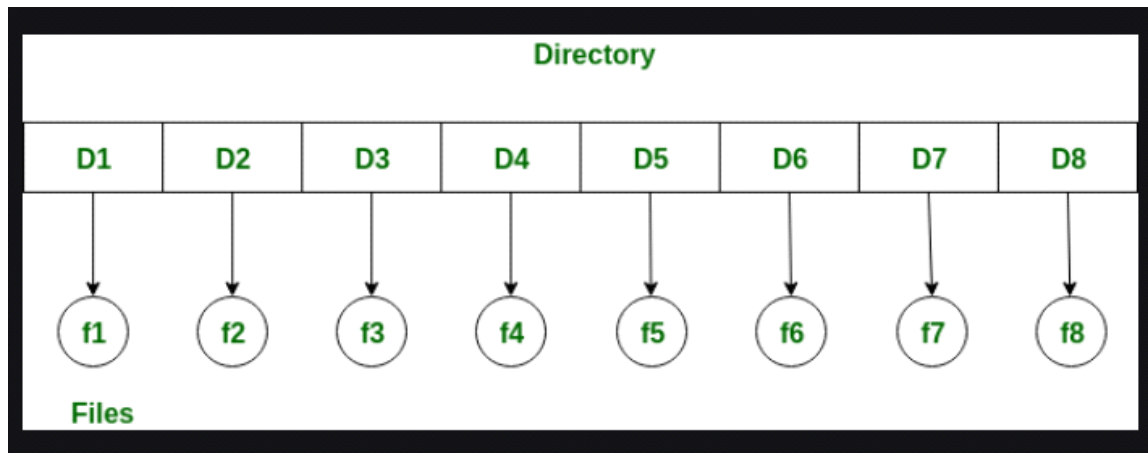 Directory
D1 D2 D3 D4 D5 D6 D7 D8
f1 f2 f3 f4 f5 f6 f7 f8
Files